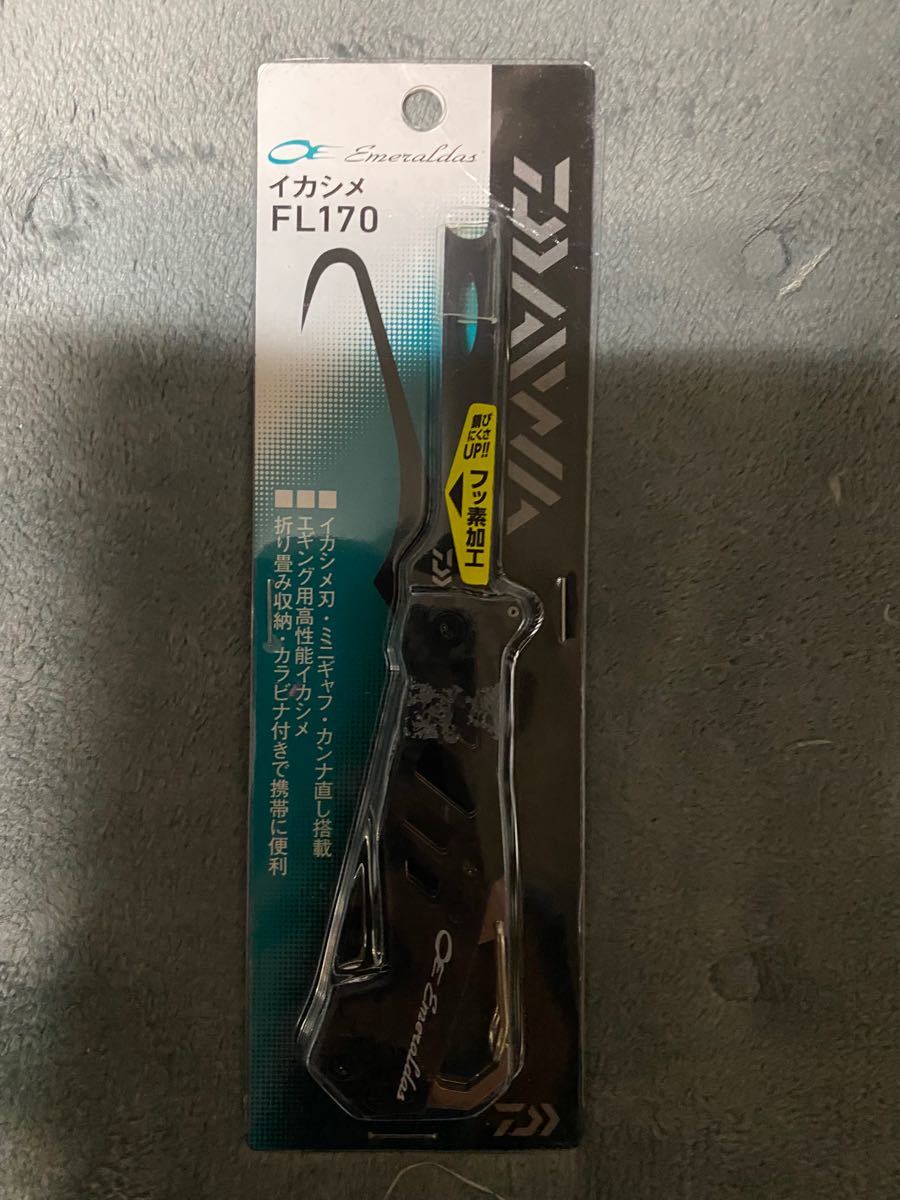 Emeraldas
イカシメ
FL170
DAIWA
錆び
にくさ
UP!!
フッ素加工
イカシメ刃・ミニギャフ・カンナ直し搭載
エギング用高性能イカシメ
折り畳み収納・カラビナ付きで携帯に便利
Emeraldas